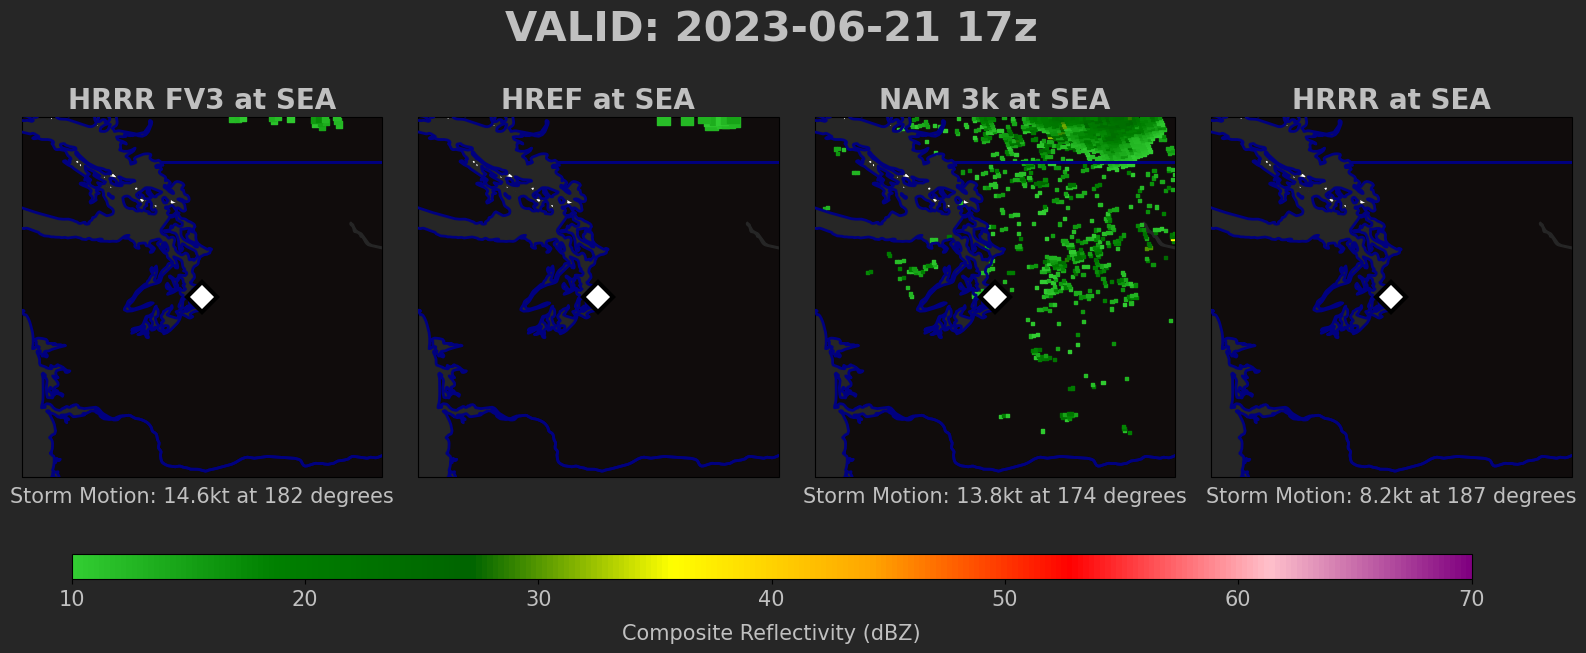 VALID: 2023-06-21 17z
HRRR FV3 at SEA
HREF at SEA
NAM 3k at SEA
HRRR at SEA
Storm Motion: 14.6kt at 182 degrees
Storm Motion: 13.8kt at 174 degrees
Storm Motion: 8.2kt at 187 degrees
10 20 30 40 50 60 70
Composite Reflectivity (dBZ)